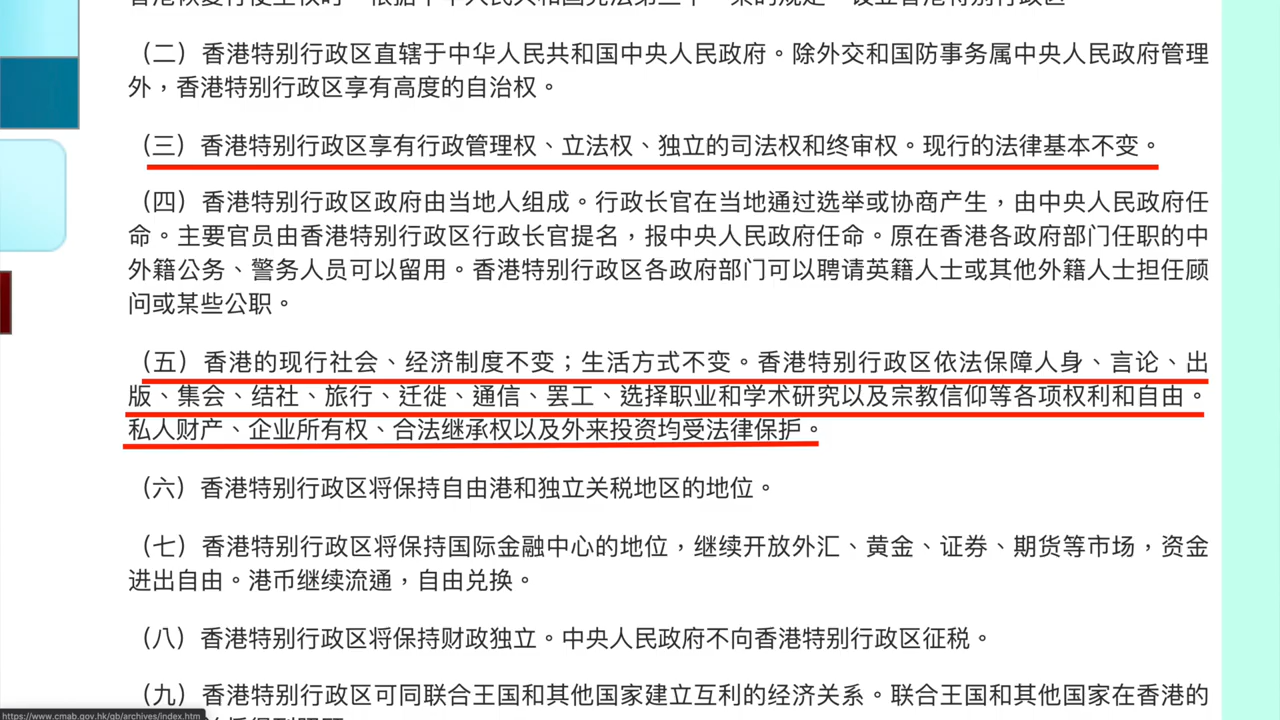 （二）香港特别行政区直辖于中华人民共和国中央人民政府。除外交和国防事务属中央人民政府管理
外，香港特别行政区享有高度的自治权。
（三）香港特别行政区享有行政管理权、立法权、独立的司法权和终审权。现行的法律基本不变。
（四）香港特别行政区政府由当地人组成。行政长官在当地通过选举或协商产生，由中央人民政府任
命。主要官员由香港特别行政区行政长官提名，报中央人民政府任命。原在香港各政府部门任职的中
外籍公务、警务人员可以留用。香港特别行政区各政府部门可以聘请英籍人士或其他外籍人士担任顾
问或某些公职。
（五）香港的现行社会、经济制度不变；生活方式不变。香港特别行政区依法保障人身、言论、出
版、集会、结社、旅行、迁徙、通信、罢工、选择职业和学术研究以及宗教信仰等各项权利和自由。
私人财产、企业所有权、合法继承权以及外来投资均受法律保护。
（六）香港特别行政区将保持自由港和独立关税地区的地位。
（七）香港特别行政区将保持国际金融中心的地位，继续开放外汇、黄金、证券、期货等市场，资金
进出自由。港币继续流通，自由兑换。
（八）香港特别行政区将保持财政独立。中央人民政府不向香港特别行政区征税。
（九）香港特别行政区可同联合王国和其他国家建立互利的经济关系。联合王国和其他国家在香港的
https://www.cmab.gov.hk/gb/archives/index.htm